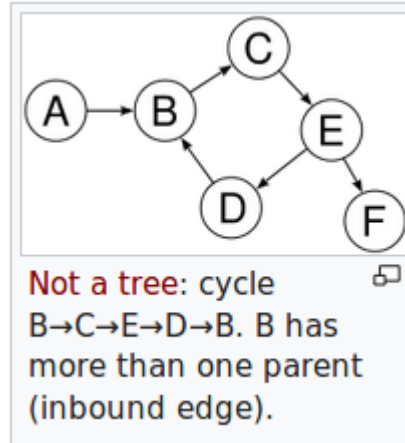 C
A
B
E
D
F
Not a tree: cycle
B→C→E→D→B. B has
more than one parent
(inbound edge).